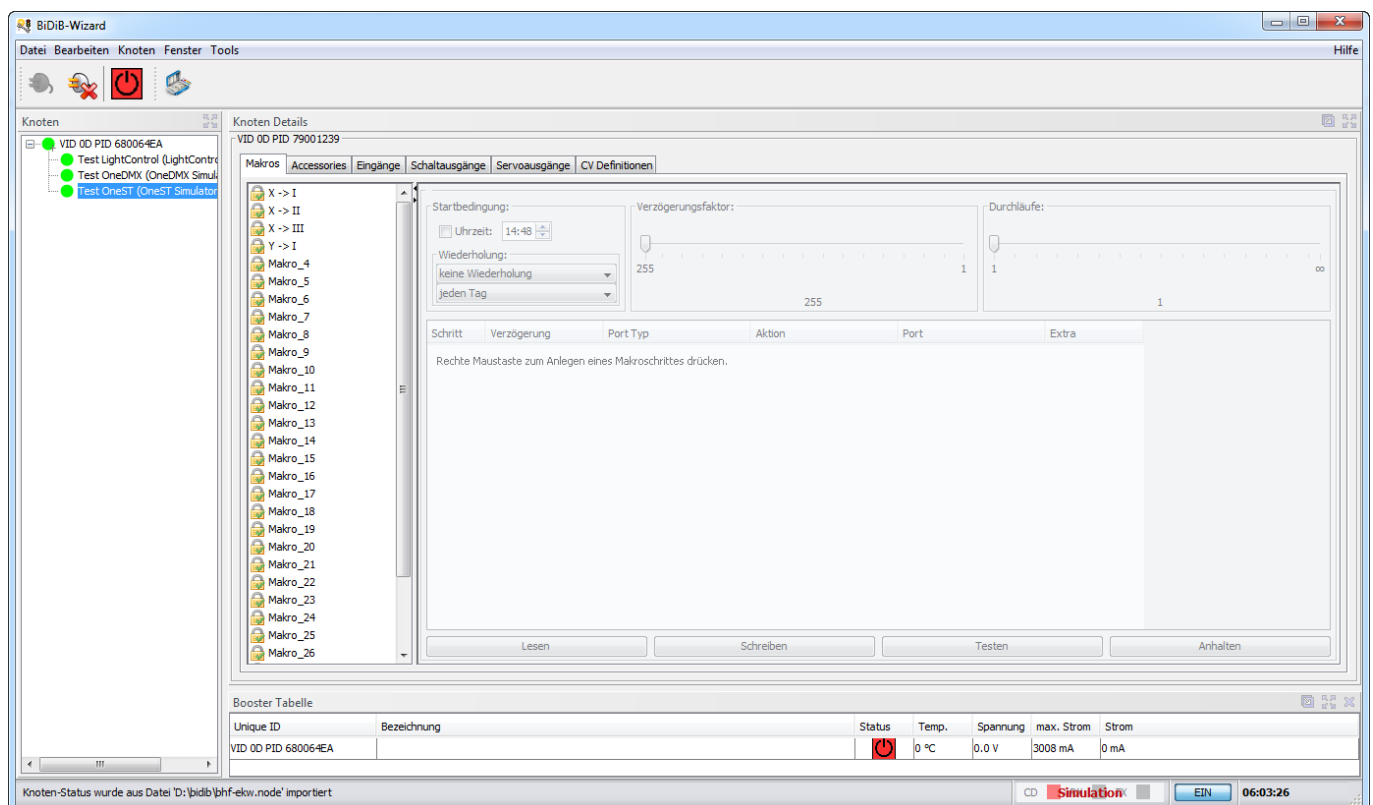 BiDiB-Wizard
Datei Bearbeiten Knoten Fenster Tools Hilfe
Knoten
VID 0D PID 680064EA
Test LightControl (LightContro
Test OneDMX (OneDMX Simul
Test OneST (OneST Simulator
Knoten Details
VID 0D PID 79001239
Makros Accessories Eingänge Schaltausgänge Servoausgänge CV Definitionen
X -> I
X -> II
X -> III
Y -> I
Makro_4
Makro_5
Makro_6
Makro_7
Makro_8
Makro_9
Makro_10
Makro_11
Makro_12
Makro_13
Makro_14
Makro_15
Makro_16
Makro_17
Makro_18
Makro_19
Makro_20
Makro_21
Makro_22
Makro_23
Makro_24
Makro_25
Makro_26
Startbedingung:
Uhrzeit: 14:48
Wiederholung:
keine Wiederholung
jeden Tag
Verzögerungsfaktor:
255 1
255
Durchläufe:
1 ∞
1
Schritt Verzögerung Port Typ Aktion Port Extra
Rechte Maustaste zum Anlegen eines Makroschrittes drücken.
Lesen Schreiben Testen Anhalten
Booster Tabelle
Unique ID Bezeichnung Status Temp. Spannung max. Strom Strom
VID 0D PID 680064EA 0 °C 0.0 V 3008 mA 0 mA
Knoten-Status wurde aus Datei 'D:\bidib\bhf-ekw.node' importiert
CD Simulation EIN 06:03:26